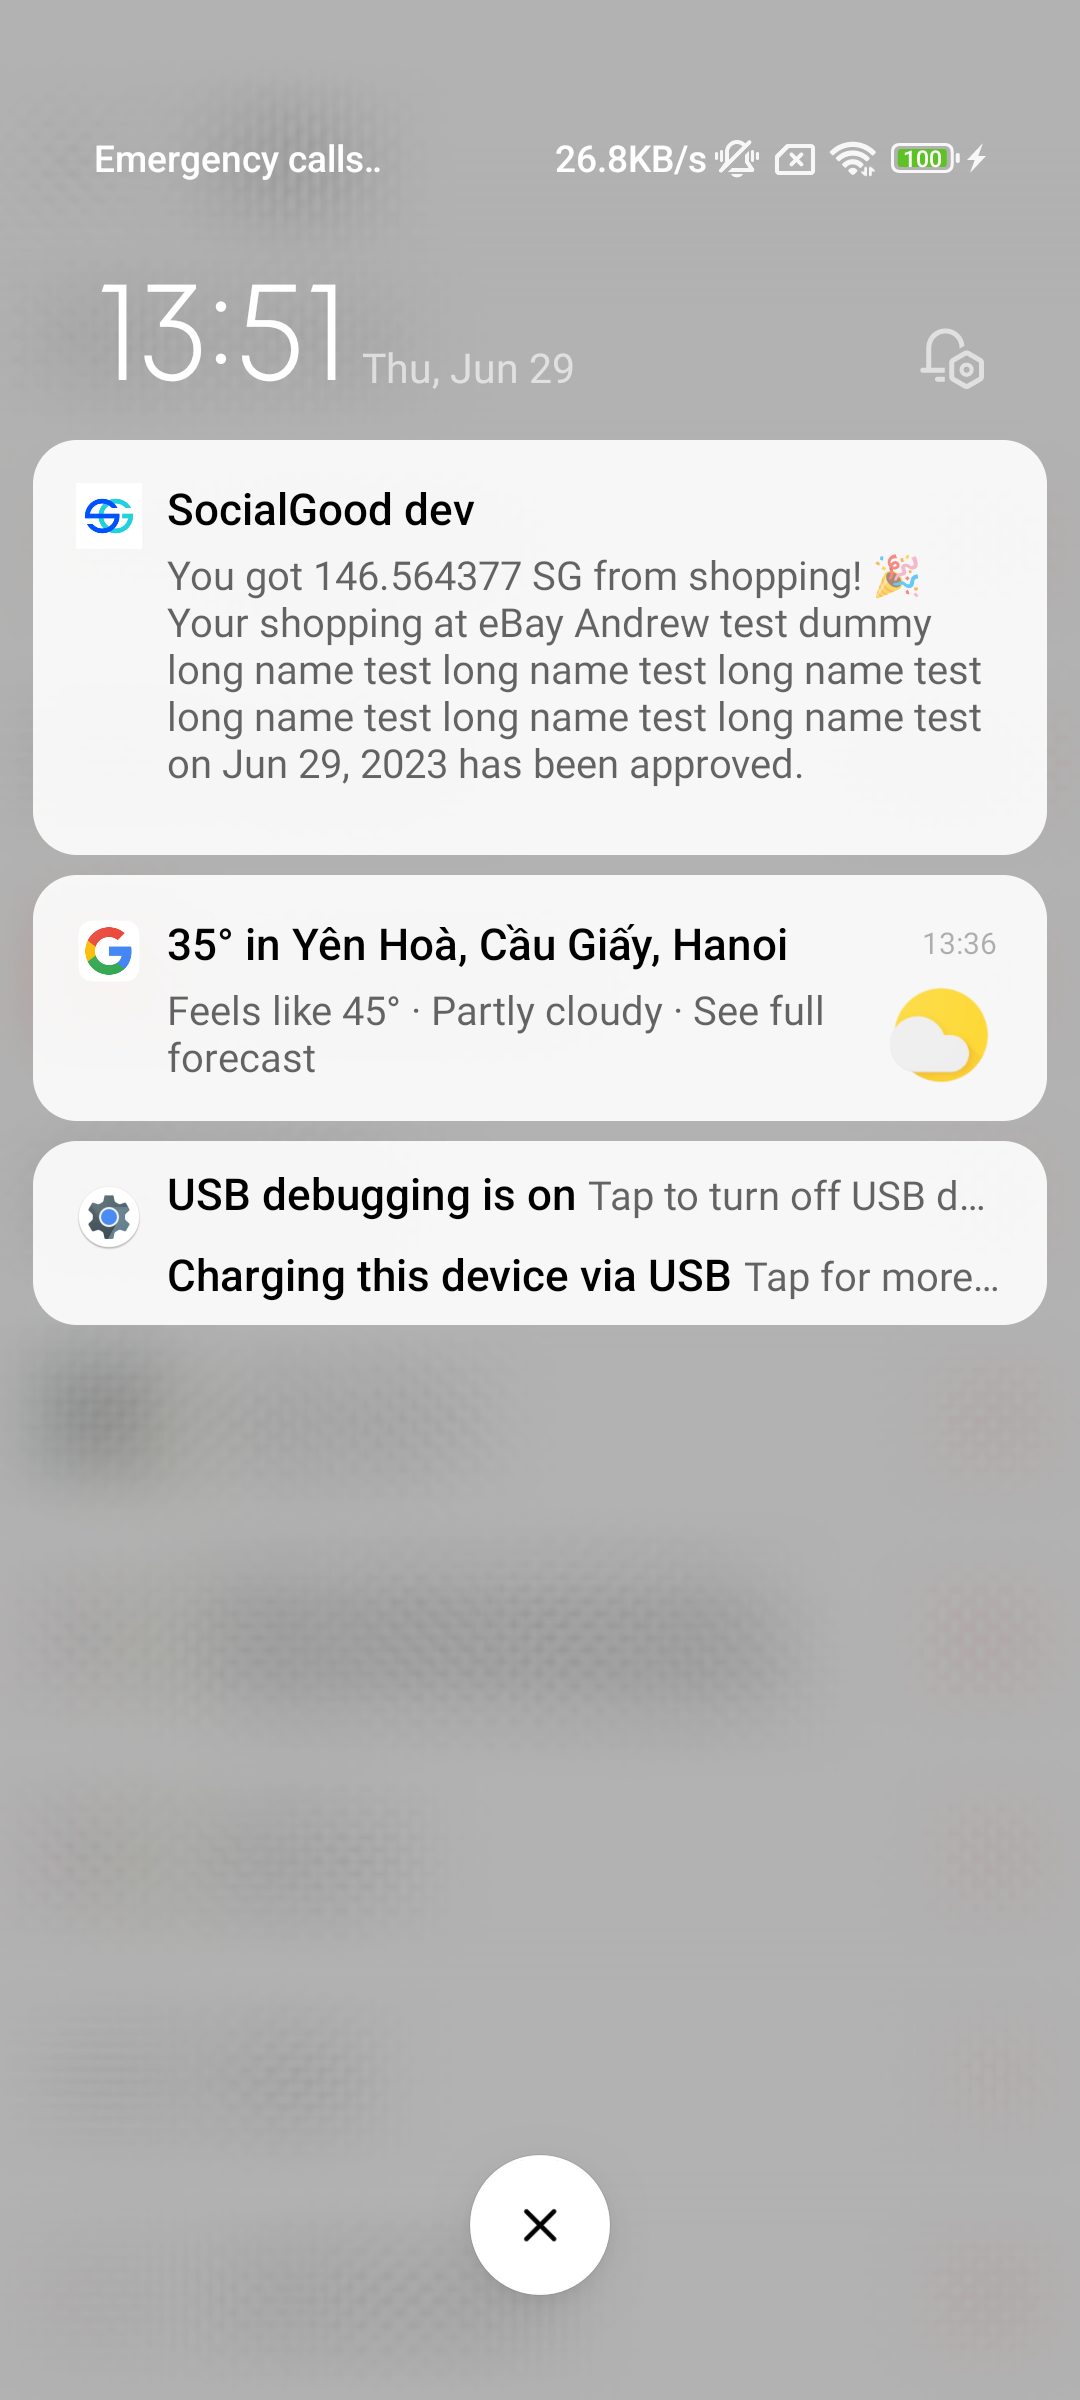 Emergency calls.. 26.8KB/s 100
13:51 Thu, Jun 29
SocialGood dev
You got 146.564377 SG from shopping! 🎉
Your shopping at eBay Andrew test dummy
long name test long name test long name test
long name test long name test long name test
on Jun 29, 2023 has been approved.
35° in Yên Hoà, Cầu Giấy, Hanoi 13:36
Feels like 45° · Partly cloudy · See full
forecast
USB debugging is on Tap to turn off USB d...
Charging this device via USB Tap for more...